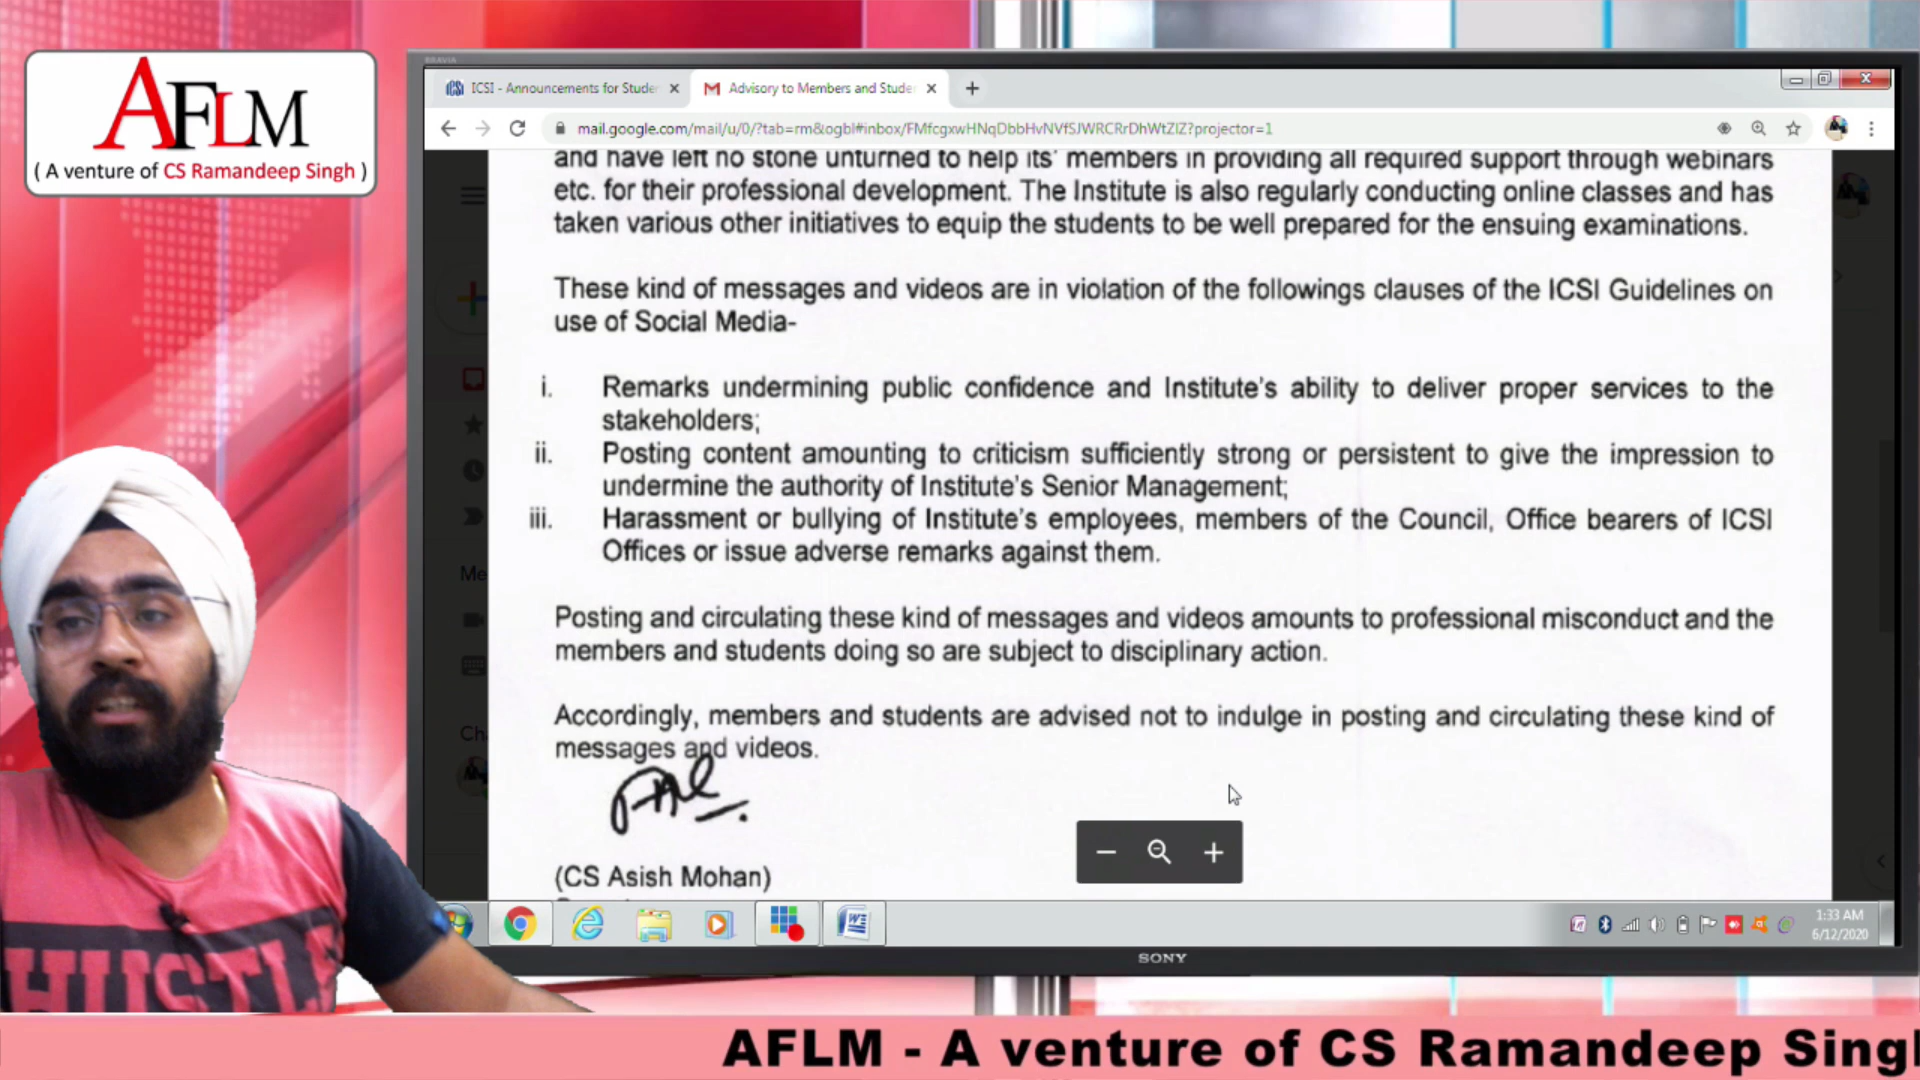 AFLM
( A venture of CS Ramandeep Singh )
BRAVIA
ICSI - Announcements for Stude
Advisory to Members and Stude
mail.google.com/mail/u/0/?tab=rm&ogbl#inbox/FMfcgxwHNqDbbHvNVfSJWRCRrDhWtZlZ?projector=1
and have left no stone unturned to help its' members in providing all required support through webinars
etc. for their professional development. The Institute is also regularly conducting online classes and has
taken various other initiatives to equip the students to be well prepared for the ensuing examinations.
These kind of messages and videos are in violation of the followings clauses of the ICSI Guidelines on
use of Social Media-
i. Remarks undermining public confidence and Institute's ability to deliver proper services to the
stakeholders;
ii. Posting content amounting to criticism sufficiently strong or persistent to give the impression to
undermine the authority of Institute's Senior Management;
iii. Harassment or bullying of Institute's employees, members of the Council, Office bearers of ICSI
Offices or issue adverse remarks against them.
Posting and circulating these kind of messages and videos amounts to professional misconduct and the
members and students doing so are subject to disciplinary action.
Accordingly, members and students are advised not to indulge in posting and circulating these kind of
messages and videos.
(CS Asish Mohan)
1:33 AM
6/12/2020
SONY
HUSTLE
AFLM - A venture of CS Ramandeep Singl